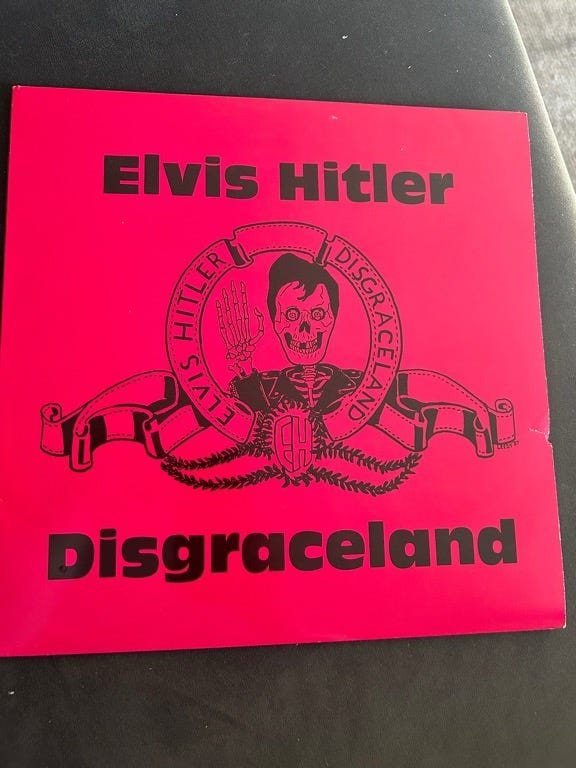 Elvis Hitler
ELVIS HITLER
DISGRACELAND
EH
Disgraceland